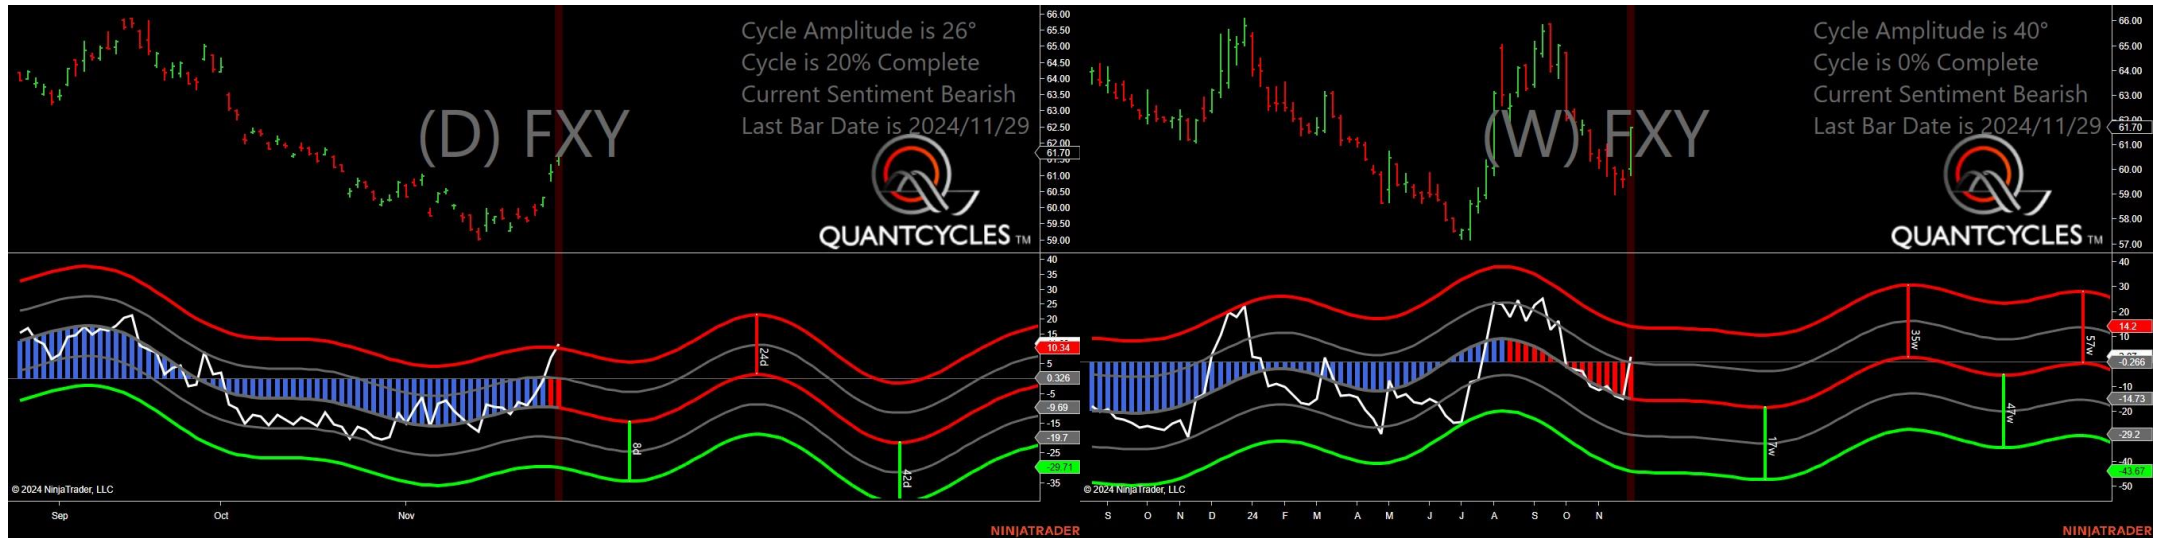 Cycle Amplitude is 26°
Cycle is 20% Complete
Current Sentiment Bearish
Last Bar Date is 2024/11/29
(D) FXY
QUANTCYCLES TM
66.00
65.50
65.00
64.50
64.00
63.50
63.00
62.50
62.00
61.70
61.00
60.50
60.00
59.50
59.00
40
35
30
25
20
15
10.34
5
0.326
-5
-9.69
-15
-19.7
-25
-29.71
-35
8d
24d
42d
© 2024 NinjaTrader, LLC
Sep
Oct
Nov
NINJATRADER
Cycle Amplitude is 40°
Cycle is 0% Complete
Current Sentiment Bearish
Last Bar Date is 2024/11/29
(W) FXY
QUANTCYCLES TM
66.00
65.00
64.00
63.00
62.00
61.70
61.00
60.00
59.00
58.00
57.00
40
30
20
14.2
10
-0.266
-10
-14.73
-20
-29.2
-40
-43.67
-50
17w
35w
47w
57w
© 2024 NinjaTrader, LLC
S
O
N
D
24
F
M
A
M
J
J
A
S
O
N
NINJATRADER